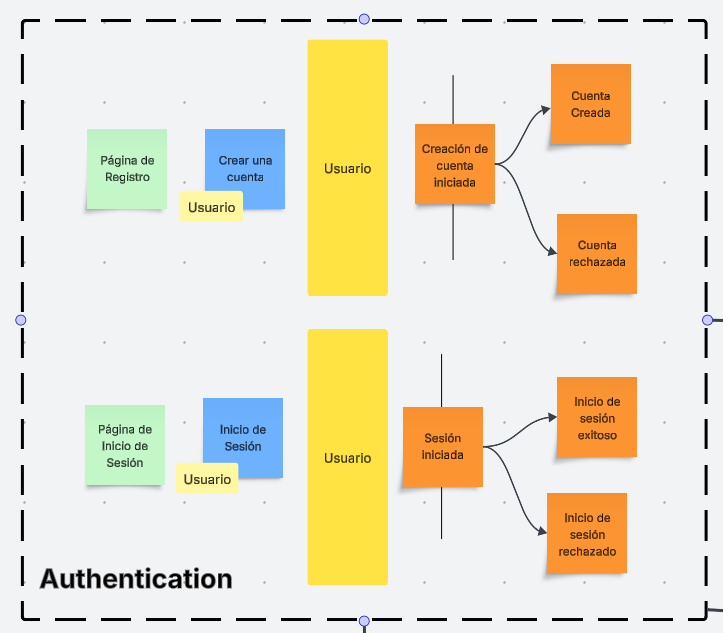 Página de
Registro
Crear una
cuenta
Usuario
Usuario
Creación de
cuenta
iniciada
Cuenta
Creada
Cuenta
rechazada
Página de
Inicio de
Sesión
Inicio de
Sesión
Usuario
Usuario
Sesión
iniciada
Inicio de
sesión
exitoso
Inicio de
sesión
rechazado
Authentication